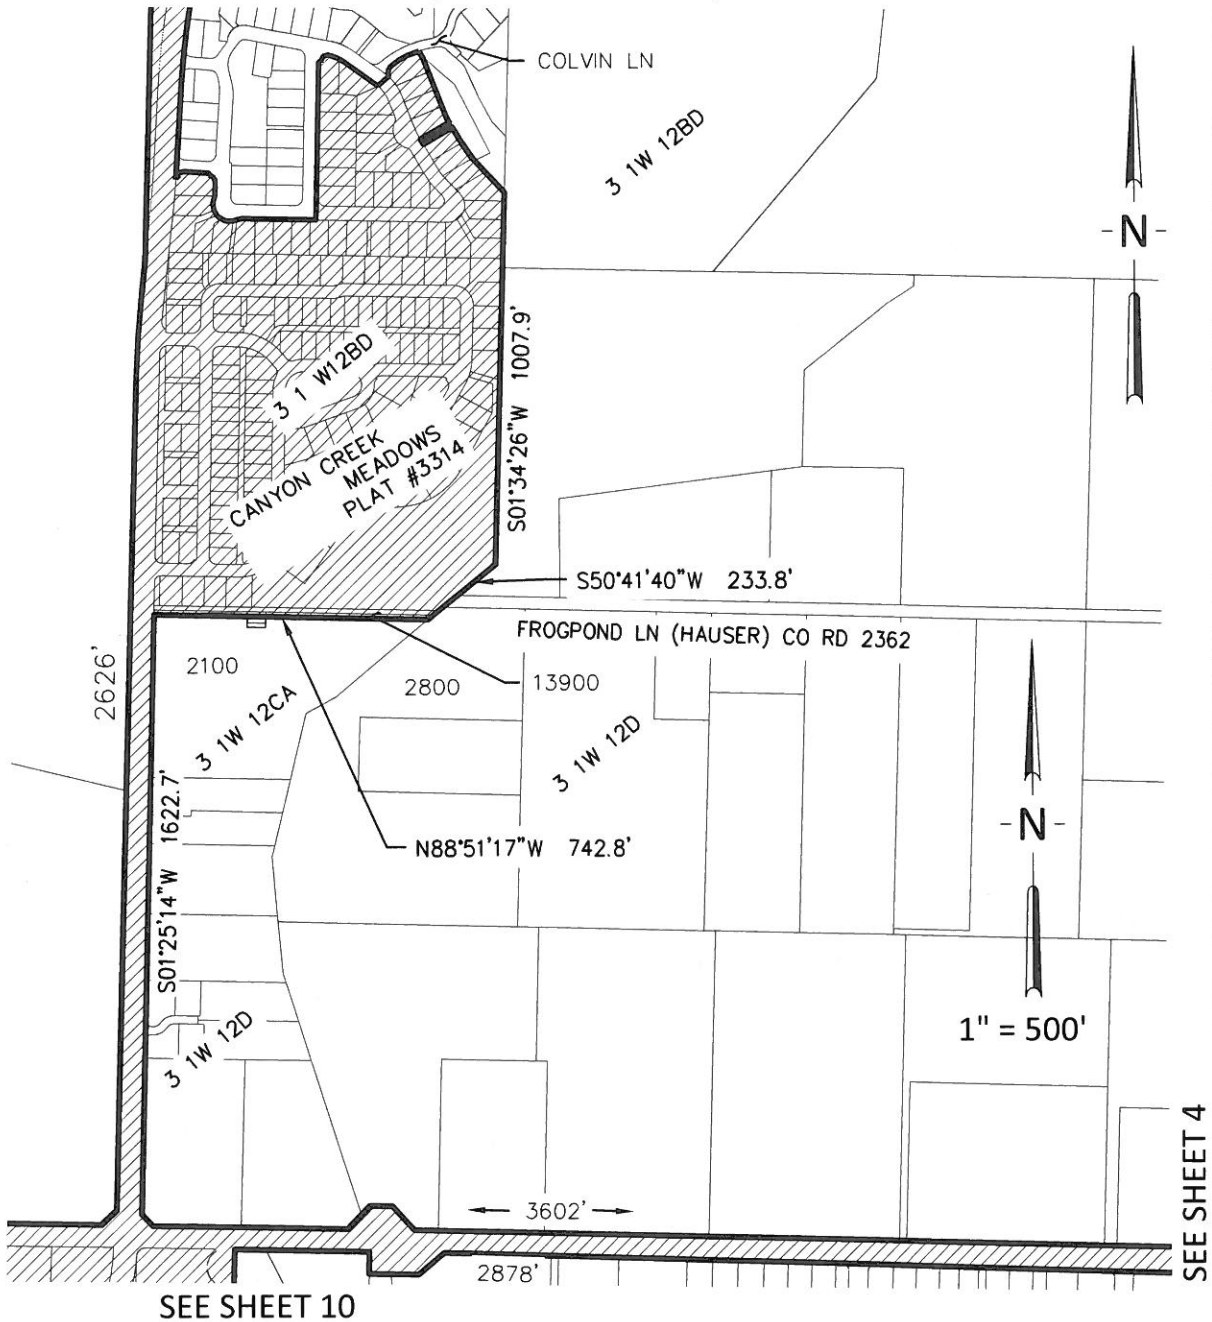 COLVIN LN
3 1W 12BD
N
S01°34'26"W 1007.9'
3 1 W12BD
CANYON CREEK
MEADOWS
PLAT #3314
S50°41'40"W 233.8'
FROGPOND LN (HAUSER) CO RD 2362
2626'
2100
2800
13900
3 1W 12CA
3 1W 12D
S01°25'14"W 1622.7'
N88°51'17"W 742.8'
N
1" = 500'
3 1W 12D
3602'
2878'
SEE SHEET 4
SEE SHEET 10